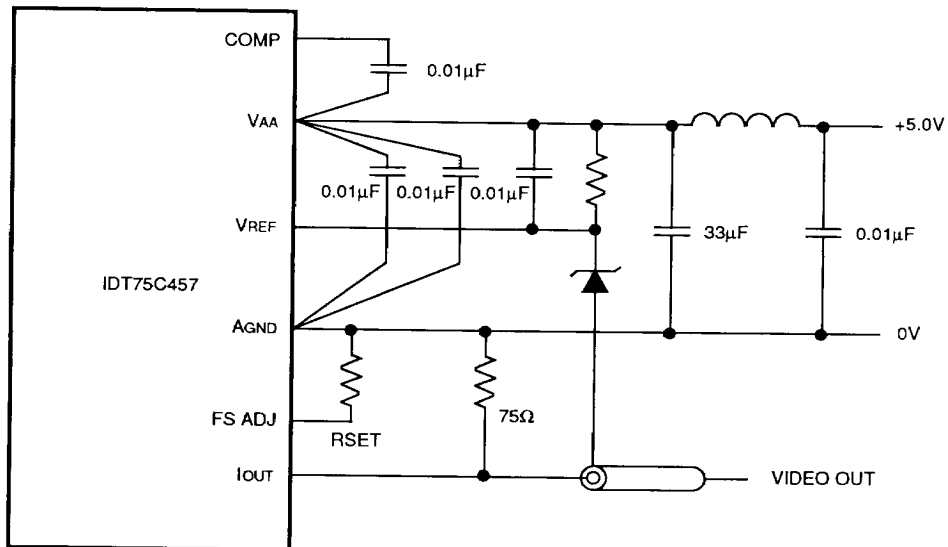 COMP
0.01µF
VAA
+5.0V
0.01µF 0.01µF 0.01µF
VREF
33µF
0.01µF
IDT75C457
AGND
0V
FS ADJ
RSET
75Ω
IOUT
VIDEO OUT